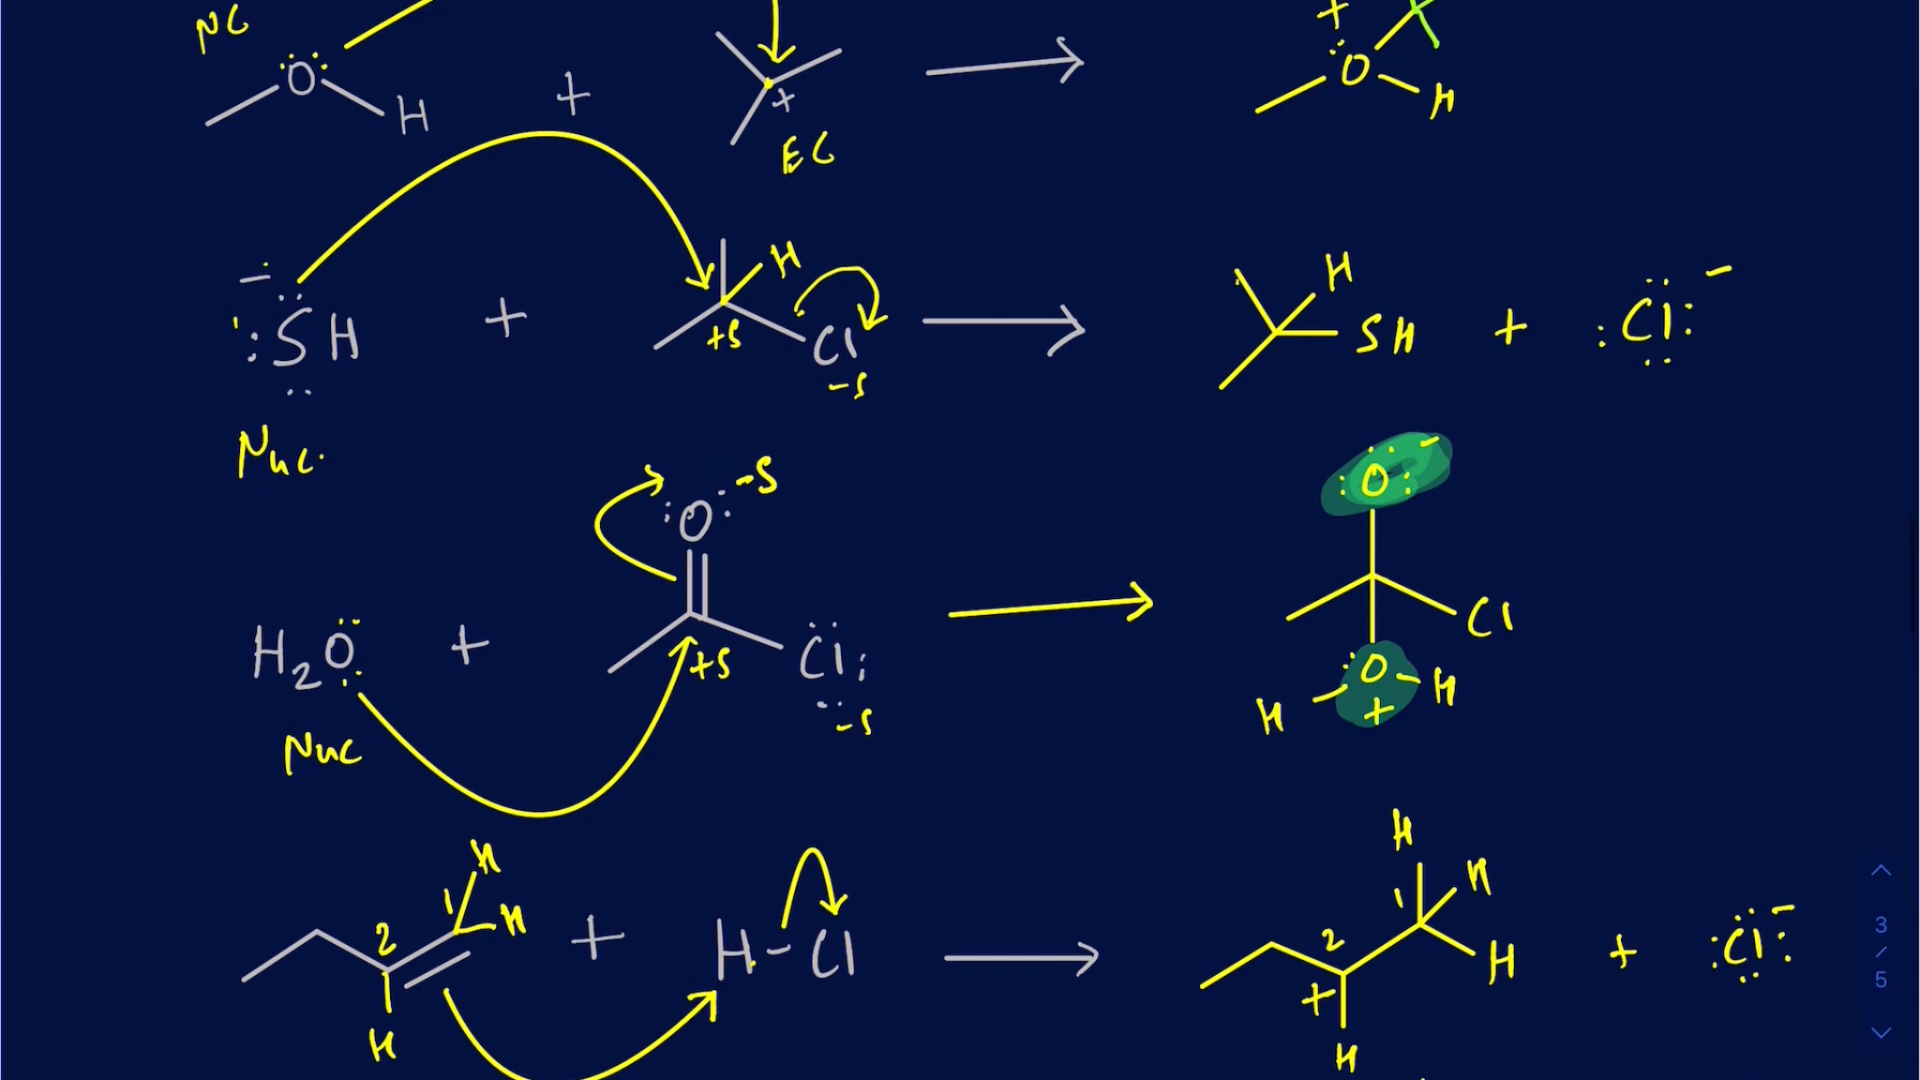 NC
+
O H + + → O H
EC
H H
- -
SH + +S Cl → SH + Cl
-S
Nuc.
O -S O -
H2O + +S Cl → Cl
-S
O
H + H
Nuc
H H
1 H 1 H
2 + H-Cl → 2 H + Cl -
+
H H
3
/
5